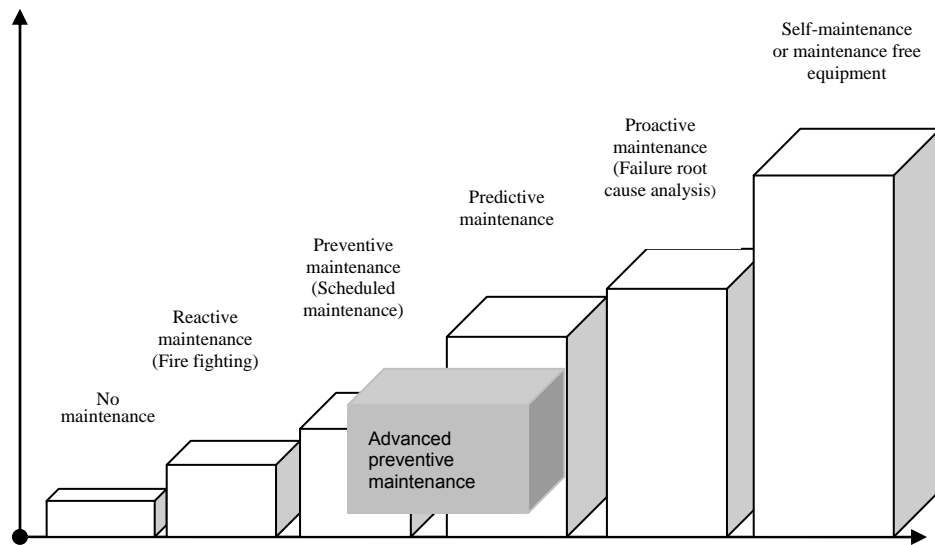 No
maintenance
Reactive
maintenance
(Fire fighting)
Preventive
maintenance
(Scheduled
maintenance)
Predictive
maintenance
Proactive
maintenance
(Failure root
cause analysis)
Self-maintenance
or maintenance free
equipment
Advanced
preventive
maintenance